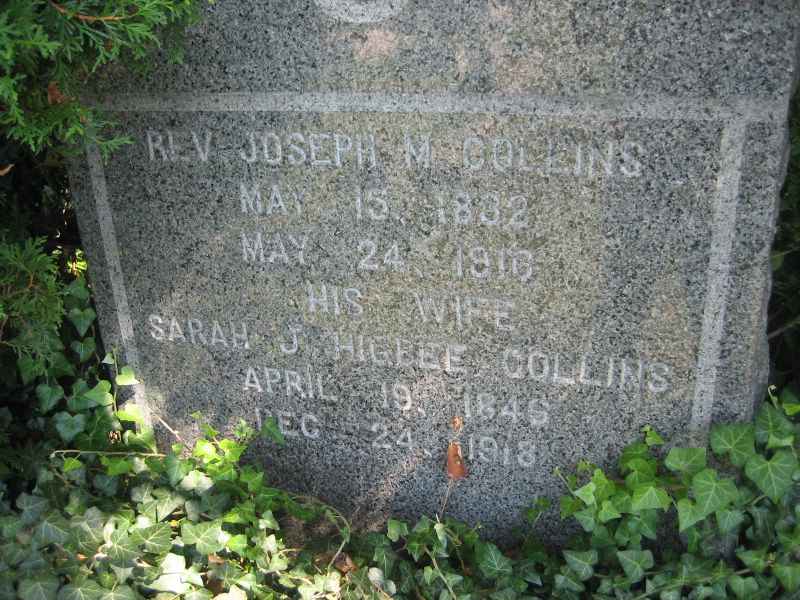 REV. JOSEPH M. COLLINS
MAY 15, 1832
MAY 24, 1916
HIS WIFE
SARAH J. HIGBEE COLLINS
APRIL 19, 1846
DEC. 24, 1918